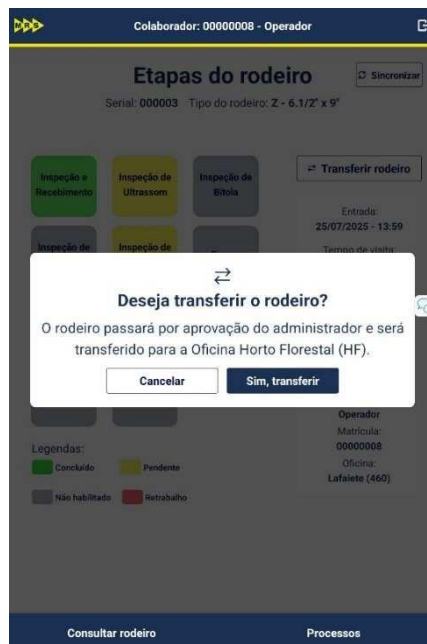 MRS
Colaborador: 00000008 - Operador
Etapas do rodeiro
Sincronizar
Serial: 000003 Tipo do rodeiro: Z - 6.1/2" x 9"
Inspeção e
Recebimento
Inspeção de
Ultrassom
Inspeção de
Bitola
Transferir rodeiro
Entrada:
25/07/2025 - 13:59
Tempo de visita:
Inspeção de
Inspeção de
Deseja transferir o rodeiro?
O rodeiro passará por aprovação do administrador e será
transferido para a Oficina Horto Florestal (HF).
Cancelar
Sim, transferir
Operador
Matrícula:
00000008
Oficina:
Lafaiete (460)
Legendas:
Concluído
Pendente
Não habilitado
Retrabalho
Consultar rodeiro
Processos